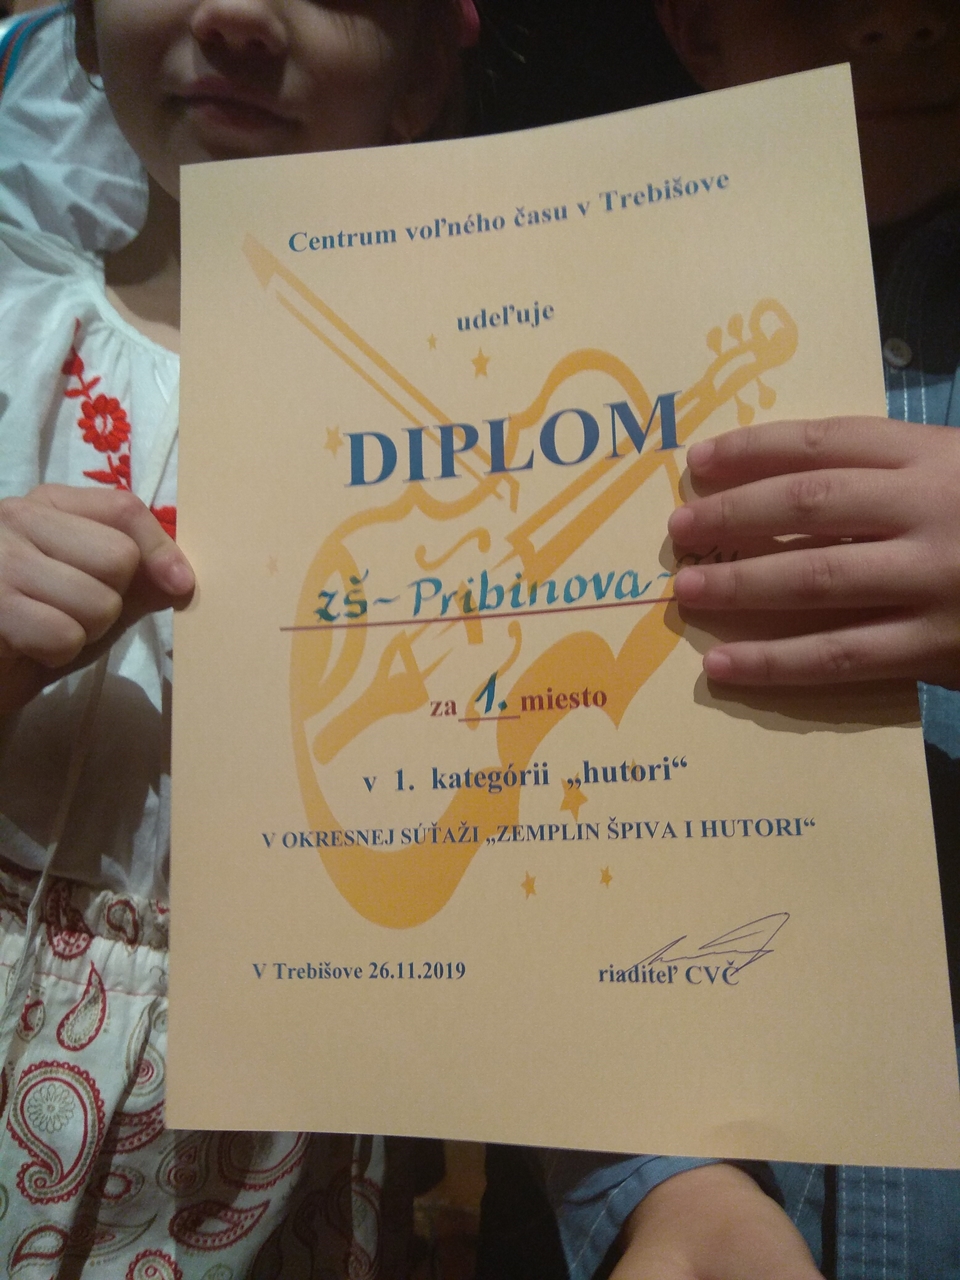 Centrum voľného času v Trebišove
udeľuje
DIPLOM
ZŠ-Pribinova-
za 1. miesto
v 1. kategórii „hutori“
V OKRESNEJ SÚŤAŽI „ZEMPLIN ŠPIVA I HUTORI“
V Trebišove 26.11.2019
riaditeľ CVČ